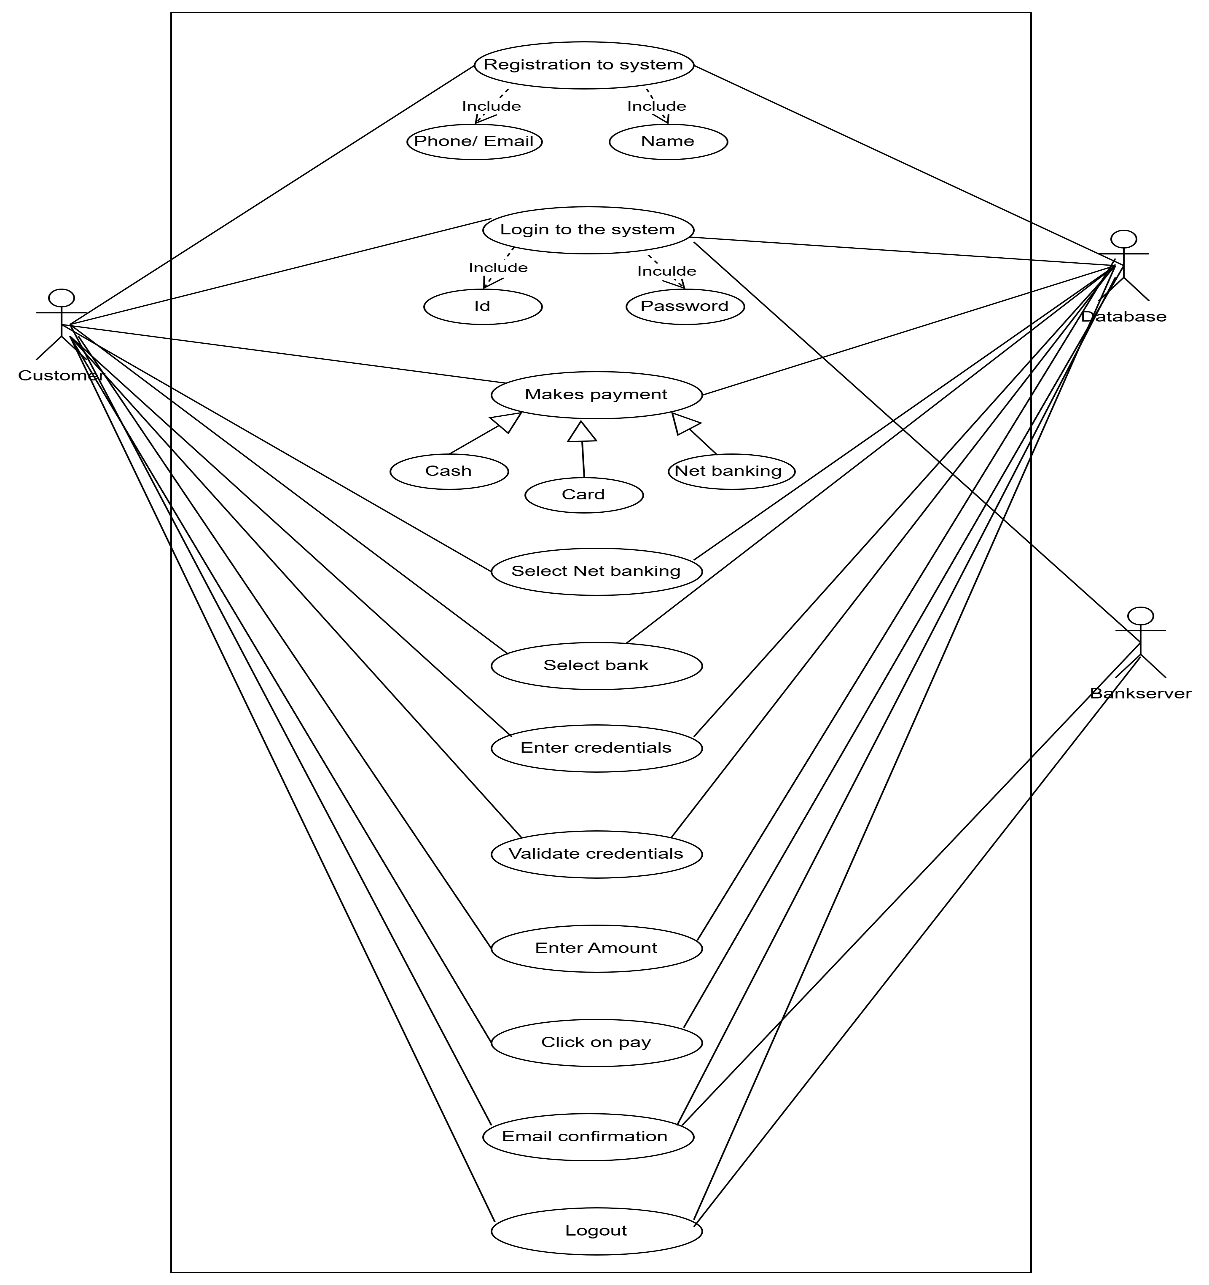 Registration to system
Include
Include
Phone/ Email
Name
Login to the system
Include
Inculde
Id
Password
Database
Customer
Makes payment
Cash
Card
Net banking
Select Net banking
Select bank
Bankserver
Enter credentials
Validate credentials
Enter Amount
Click on pay
Email confirmation
Logout